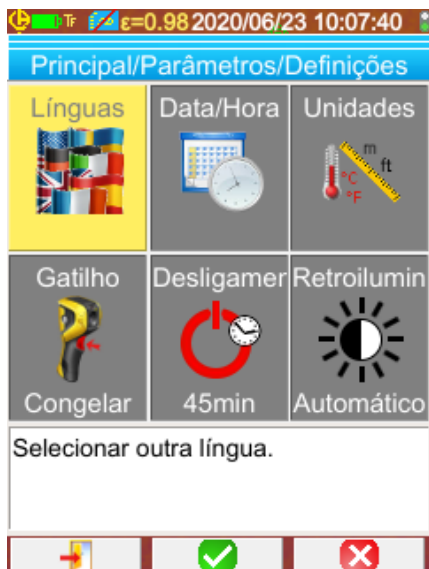 TF ε=0.98 2020/06/23 10:07:40
Principal/Parâmetros/Definições
Línguas Data/Hora Unidades
m
ft
°C
°F
Gatilho Desligamer Retroilumin
Congelar 45min Automático
Selecionar outra língua.